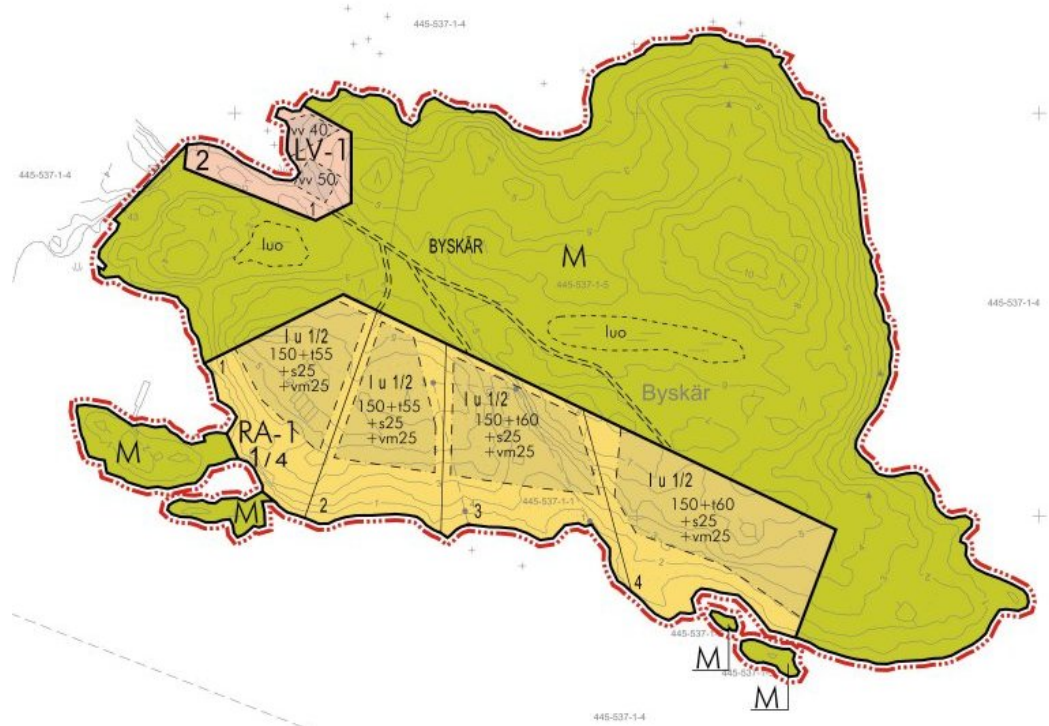 445-537-1-4
445-537-1-4
vv 40
LV-1
vv 50
2
1
43
luo
BYSKÄR
M
445-537-1-5
10
445-537-1-4
luo
Byskär
1
I u 1/2
150+t55
+s25
+vm25
I u 1/2
150+t55
+s25
+vm25
I u 1/2
150+t60
+s25
+vm25
I u 1/2
150+t60
+s25
+vm25
M
RA-1
1/4
M
2
3
445-537-1-1
4
M
M
445-537-1-4